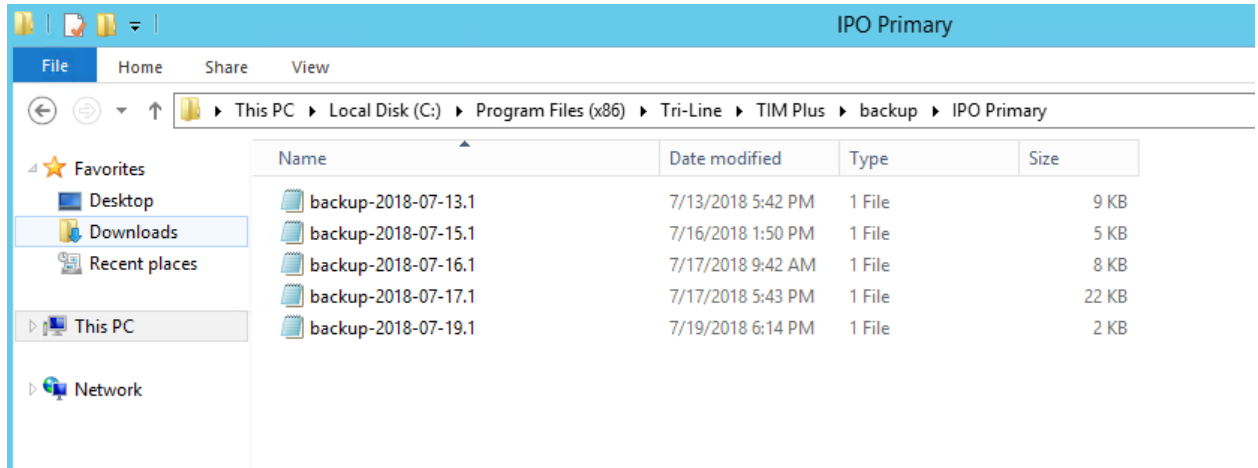 IPO Primary
File Home Share View
This PC Local Disk (C:) Program Files (x86) Tri-Line TIM Plus backup IPO Primary
Favorites
Desktop
Downloads
Recent places
This PC
Network
Name Date modified Type Size
backup-2018-07-13.1 7/13/2018 5:42 PM 1 File 9 KB
backup-2018-07-15.1 7/16/2018 1:50 PM 1 File 5 KB
backup-2018-07-16.1 7/17/2018 9:42 AM 1 File 8 KB
backup-2018-07-17.1 7/17/2018 5:43 PM 1 File 22 KB
backup-2018-07-19.1 7/19/2018 6:14 PM 1 File 2 KB